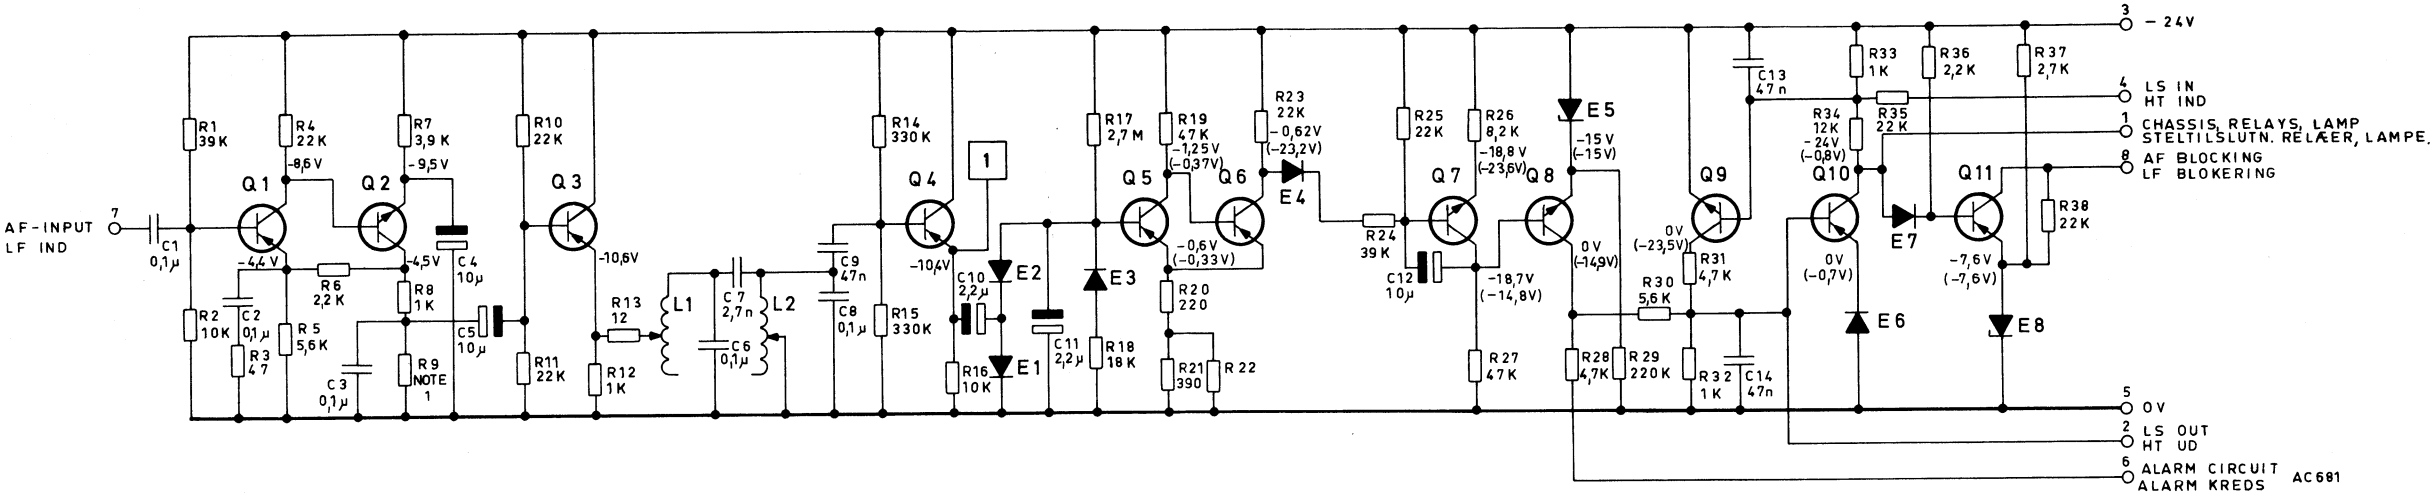 3
– 24V
R1
39K
R4
22K
R7
3,9 K
R10
22K
R14
330 K
R17
2,7 M
R19
47 K
–1,25V
(–0,37V)
R23
22K
–0,62V
(–23,2V)
R25
22K
R26
8,2K
–18,8 V
(–23,6V)
E5
–15 V
(–15 V)
C13
47n
R33
1K
R36
2,2 K
R37
2,7K
4
LS IN
HT IND
R35
22 K
R34
12K
– 24V
(–0,8V)
1
CHASSIS, RELAYS, LAMP
STELTILSLUTN. RELÆER, LAMPE.
8
AF BLOCKING
LF BLOKERING
–8,6V
–9,5V
1
Q1
Q2
Q3
Q4
Q5
Q6
E4
Q7
Q8
Q9
Q10
Q11
AF-INPUT
LF IND
7
C1
0,1µ
–4,4V
–4,5V
C4
10µ
–10,6V
–10,4V
–0,6V
(–0,33V)
R24
39K
–18,7V
(–14,8V)
0V
(–14,9V)
0V
(–23,5V)
0V
(–0,7V)
E7
–7,6V
(–7,6V)
R38
22K
R6
2,2K
R8
1K
R2
10K
C2
0,1µ
R3
47
R5
5,6K
C3
0,1µ
R9
NOTE
1
C5
10µ
R11
22K
R12
1K
R13
12
L1
C7
2,7n
C6
0,1µ
L2
C9
47n
C8
0,1µ
R15
330K
R16
10K
C10
2,2µ
E2
E1
C11
2,2µ
E3
R18
18K
R20
220
R21
390
R22
C12
10µ
R27
47K
R28
4,7K
R29
220K
R30
5,6K
R31
4,7K
R32
1K
C14
47n
E6
E8
5
0V
2
LS OUT
HT UD
6
ALARM CIRCUIT
ALARM KREDS
AC681